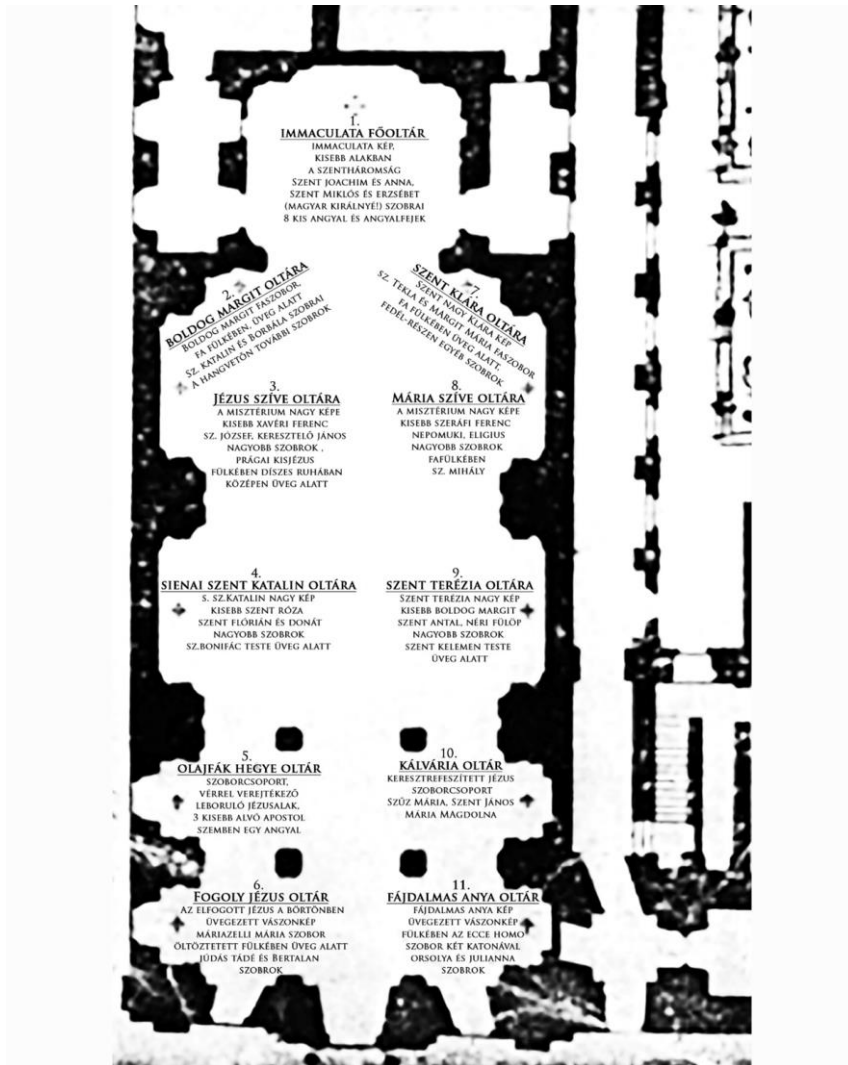 1.
IMMACULATA FŐOLTÁR
IMMACULATA KÉP,
KISEBB ALAKBAN
A SZENTHÁROMSÁG
SZENT JOACHIM ÉS ANNA,
SZENT MIKLÓS ÉS ERZSÉBET
(MAGYAR KIRÁLNYÉ!) SZOBRAI
8 KIS ANGYAL ÉS ANGYALFEJEK
2.
BOLDOG MARGIT OLTÁRA
BOLDOG MARGIT FASZOBOR,
FA FÜLKÉBEN, ÜVEG ALATT
SZ. KATALIN ÉS BORBÁLA SZOBRAI
A HANGVETŐN TOVÁBBI SZOBROK
7.
SZENT KLÁRA OLTÁRA
SZENT NAGY KLÁRA KÉP
SZ. TEKLA ÉS MARGIT MÁRIA FASZOBOR
FA FÜLKÉBEN ÜVEG ALATT,
FEDÉL-RÉSZEN EGYÉB SZOBROK
3.
JÉZUS SZÍVE OLTÁRA
A MISZTÉRIUM NAGY KÉPE
KISEBB XAVÉRI FERENC
SZ. JÓZSEF, KERESZTELŐ JÁNOS
NAGYOBB SZOBROK ,
PRÁGAI KISJÉZUS
FÜLKÉBEN DÍSZES RUHÁBAN
KÖZÉPEN ÜVEG ALATT
8.
MÁRIA SZÍVE OLTÁRA
A MISZTÉRIUM NAGY KÉPE
KISEBB SZERÁFI FERENC
NEPOMUKI, ELIGIUS
NAGYOBB SZOBROK
FAFÜLKÉBEN
SZ. MIHÁLY
4.
SIENAI SZENT KATALIN OLTÁRA
S. SZ.KATALIN NAGY KÉP
KISEBB SZENT RÓZA
SZENT FLÓRIÁN ÉS DONÁT
NAGYOBB SZOBROK
SZ.BONIFÁC TESTE ÜVEG ALATT
9.
SZENT TERÉZIA OLTÁRA
SZENT TERÉZIA NAGY KÉP
KISEBB BOLDOG MARGIT
SZENT ANTAL, NÉRI FÜLÖP
NAGYOBB SZOBROK
SZENT KELEMEN TESTE
ÜVEG ALATT
5.
OLAJFÁK HEGYE OLTÁR
SZOBORCSOPORT,
VÉRREL VEREJTÉKEZŐ
LEBORULÓ JÉZUSALAK,
3 KISEBB ALVÓ APOSTOL
SZEMBEN EGY ANGYAL
10.
KÁLVÁRIA OLTÁR
KERESZTREFESZÍTETT JÉZUS
SZOBORCSOPORT
SZŰZ MÁRIA, SZENT JÁNOS
MÁRIA MAGDOLNA
6.
FOGOLY JÉZUS OLTÁR
AZ ELFOGOTT JÉZUS A BÖRTÖNBEN
ÜVEGEZETT VÁSZONKÉP
MÁRIAZELLI MÁRIA SZOBOR
ÖLTÖZTETETT FÜLKÉBEN ÜVEG ALATT
JÚDÁS TÁDÉ ÉS BERTALAN
SZOBROK
11.
FÁJDALMAS ANYA OLTÁR
FÁJDALMAS ANYA KÉP
ÜVEGEZETT VÁSZONKÉP
FÜLKÉBEN AZ ECCE HOMO
SZOBOR KÉT KATONÁVAL
ORSOLYA ÉS JULIANNA
SZOBROK